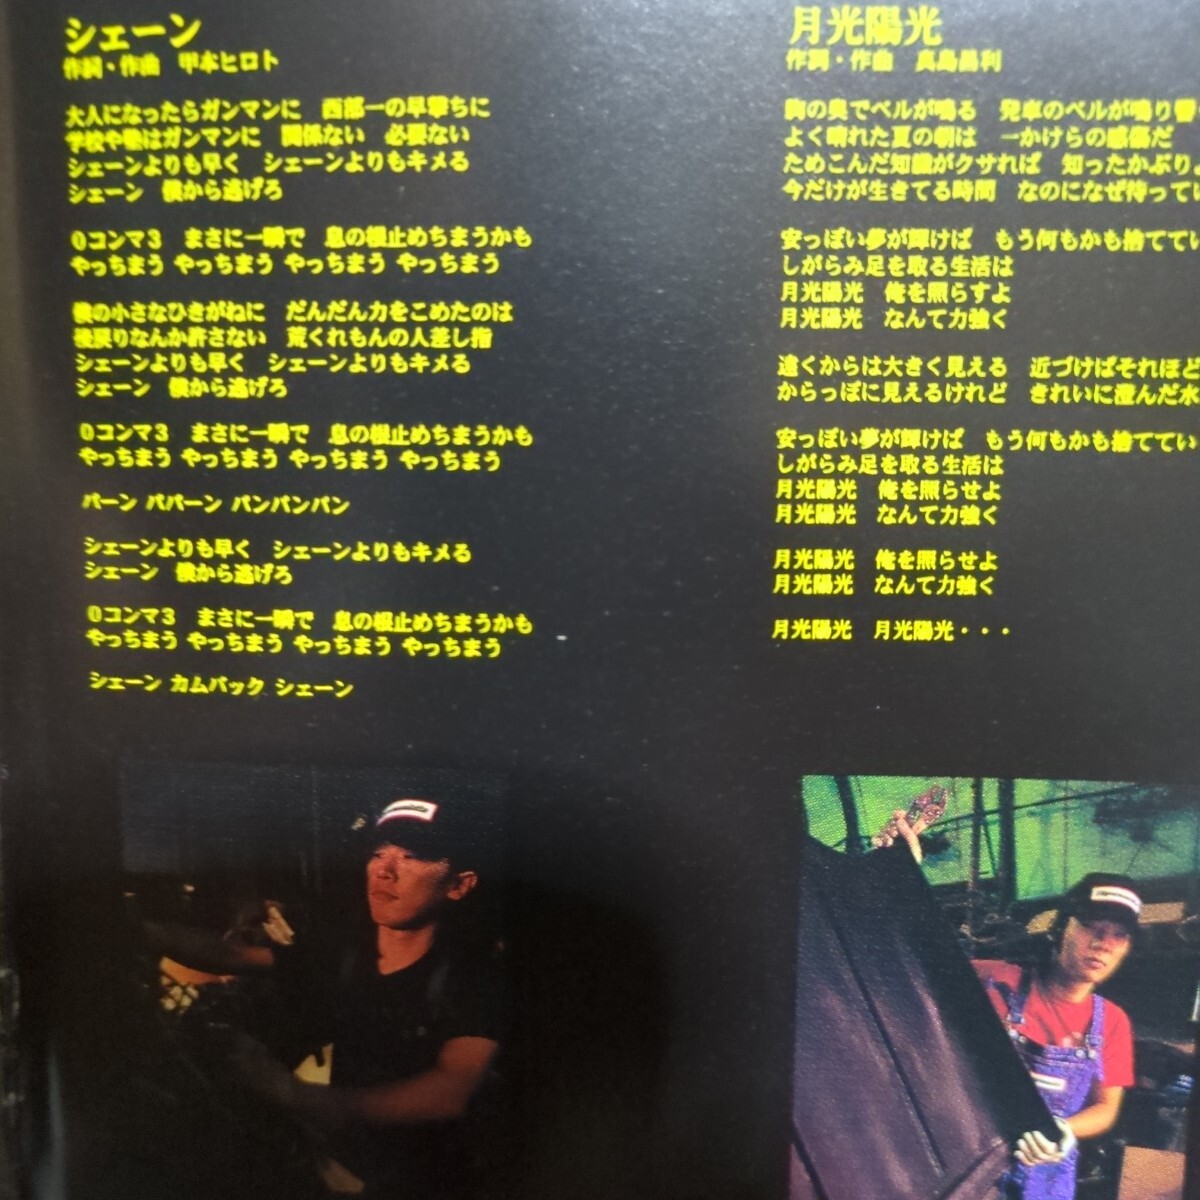 シェーン
作詞・作曲　甲本ヒロト
大人になったらガンマンに　西部一の早撃ちに
学校や塾はガンマンに　関係ない　必要ない
シェーンよりも早く　シェーンよりもキメる
シェーン　僕から逃げろ
0コンマ3　まさに一瞬で　息の根止めちまうかも
やっちまう やっちまう やっちまう やっちまう
僕の小さなひきがねに　だんだん力をこめたのは
後戻りなんか許さない　荒くれもんの人差し指
シェーンよりも早く　シェーンよりもキメる
シェーン　僕から逃げろ
0コンマ3　まさに一瞬で　息の根止めちまうかも
やっちまう やっちまう やっちまう やっちまう
バーン ババーン バンバンバン
シェーンよりも早く　シェーンよりもキメる
シェーン　僕から逃げろ
0コンマ3　まさに一瞬で　息の根止めちまうかも
やっちまう やっちまう やっちまう やっちまう
シェーン カムバック シェーン
月光陽光
作詞・作曲　真島昌利
胸の奥でベルが鳴る　発車のベルが鳴り響
よく晴れた夏の朝は　一かけらの感傷だ
ためこんだ知識がクサれば　知ったかぶりよ
今だけが生きてる時間　なのになぜ待ってい
安っぽい夢が輝けば　もう何もかも捨ててい
しがらみ足を取る生活は
月光陽光　俺を照らすよ
月光陽光　なんて力強く
遠くからは大きく見える　近づけばそれほど
からっぽに見えるけれど　きれいに澄んだ水
安っぽい夢が輝けば　もう何もかも捨ててい
しがらみ足を取る生活は
月光陽光　俺を照らせよ
月光陽光　なんて力強く
月光陽光　俺を照らせよ
月光陽光　なんて力強く
月光陽光　月光陽光・・・